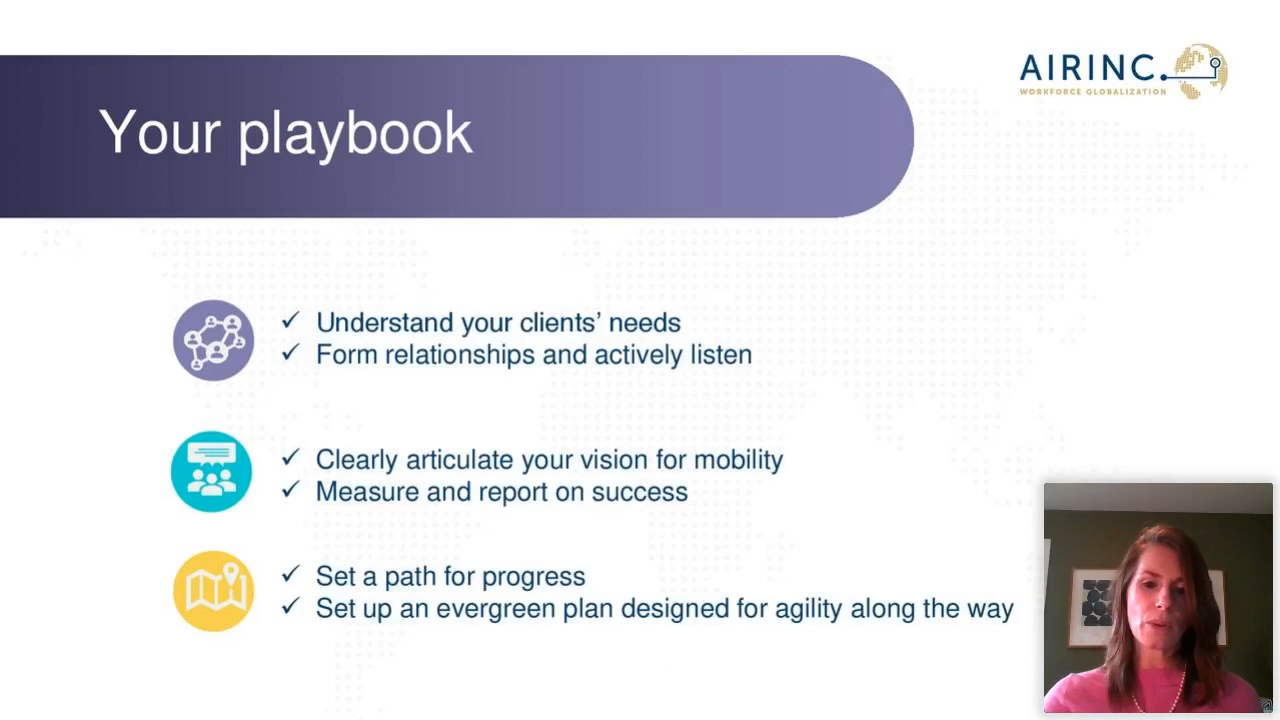 AIRINC.
WORKFORCE GLOBALIZATION
Your playbook
✓ Understand your clients’ needs
✓ Form relationships and actively listen
✓ Clearly articulate your vision for mobility
✓ Measure and report on success
✓ Set a path for progress
✓ Set up an evergreen plan designed for agility along the way